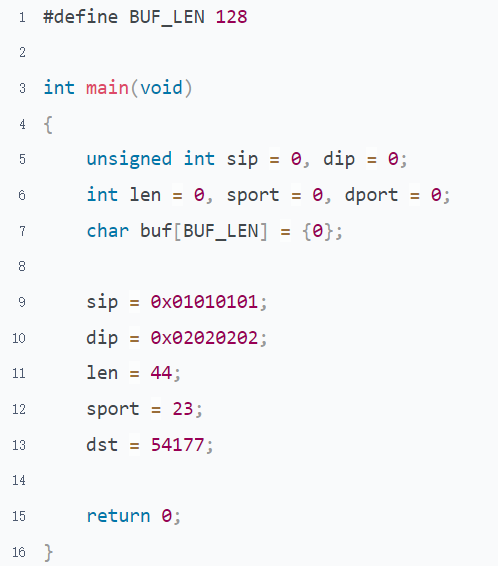 1 #define BUF_LEN 128
2
3 int main(void)
4 {
5     unsigned int sip = 0, dip = 0;
6     int len = 0, sport = 0, dport = 0;
7     char buf[BUF_LEN] = {0};
8
9     sip = 0x01010101;
10     dip = 0x02020202;
11     len = 44;
12     sport = 23;
13     dst = 54177;
14
15     return 0;
16 }